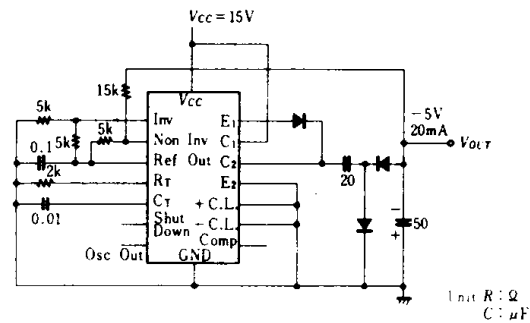 VCC = 15V
15k
VCC
5k
Inv
E1
5k
5k
Non Inv
C1
0.1
Ref Out
C2
2k
RT
E2
20
CT
+ C.L.
0.01
Shut Down
- C.L.
Comp
Osc Out
GND
-5V
20mA
VOUT
-
50
+
Unit R : Ω
C : μF